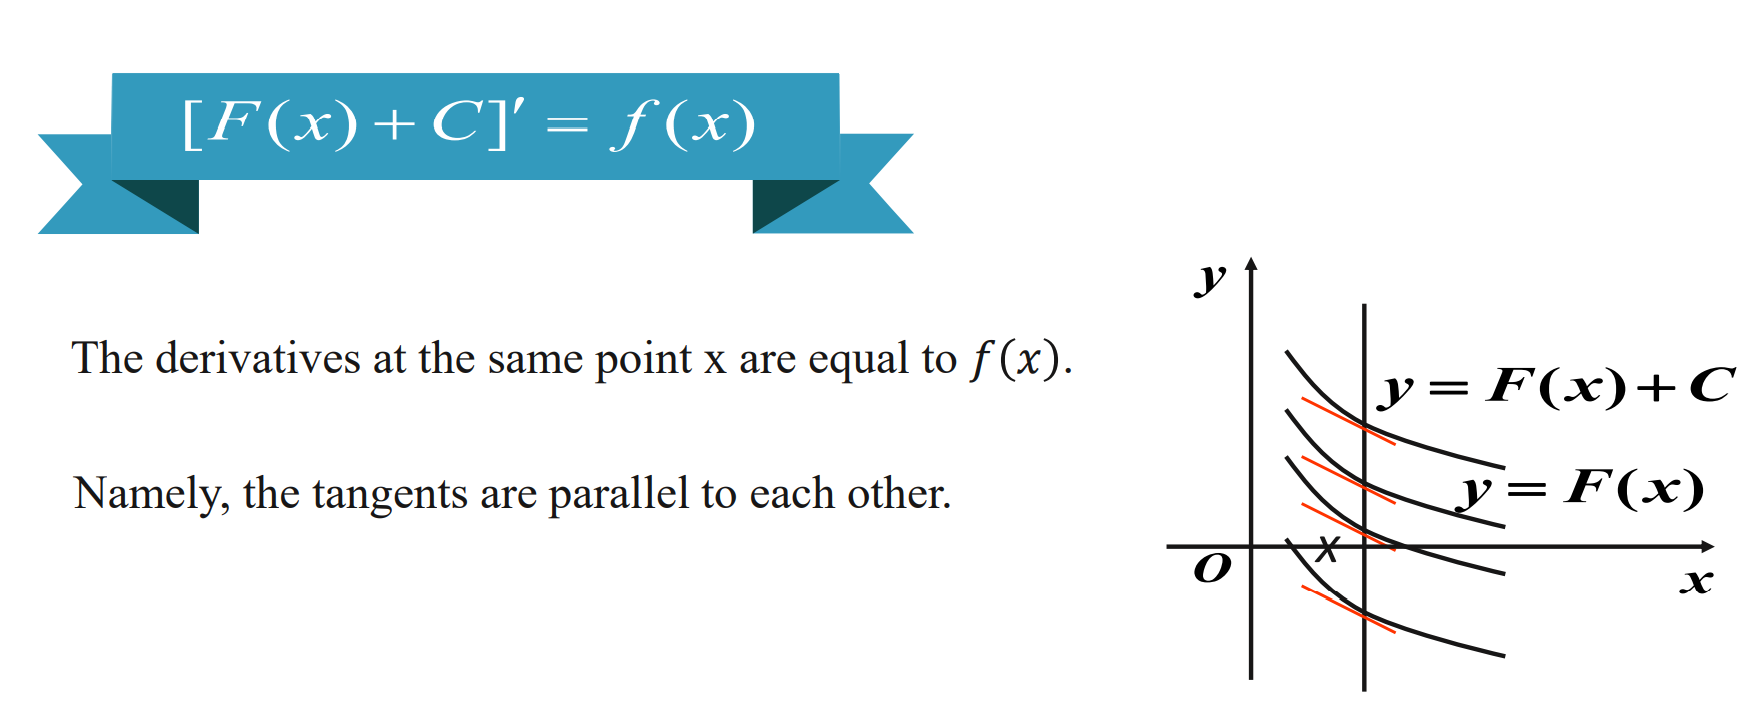 [F(x) + C]′ = f(x)
The derivatives at the same point x are equal to f(x).
Namely, the tangents are parallel to each other.
y
y = F(x) + C
y = F(x)
x
O
x